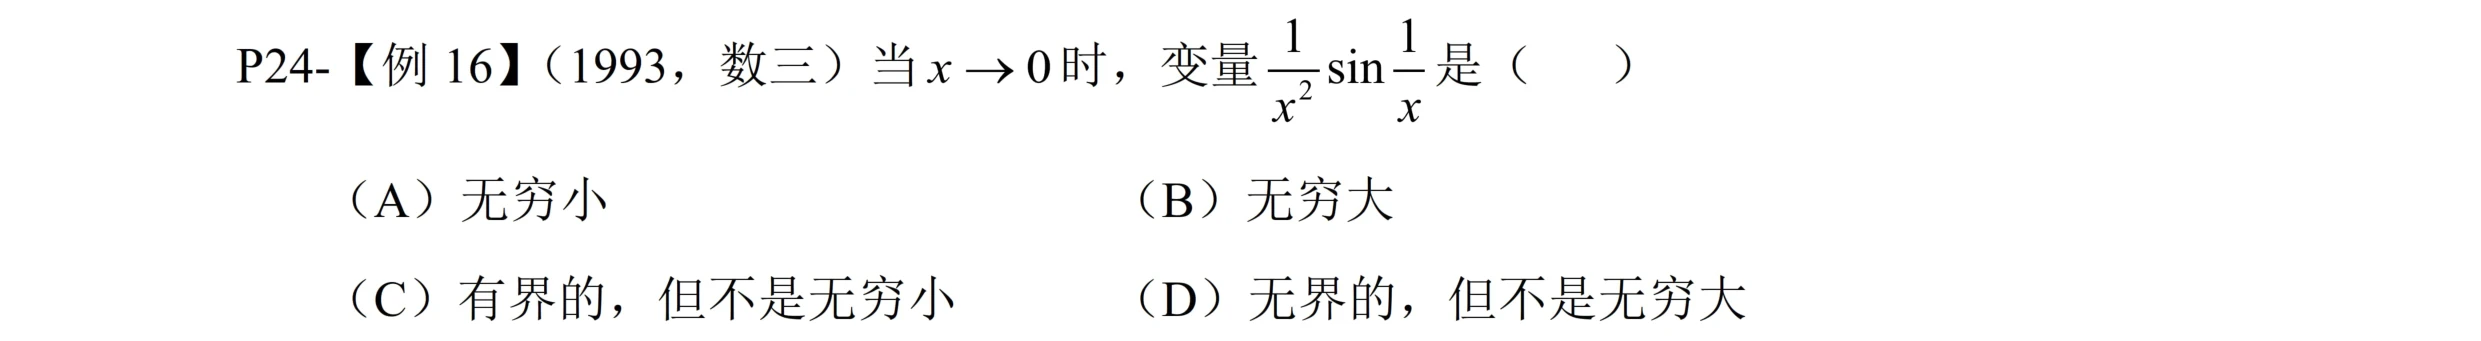 P24-【例 16】（1993，数三）当 x → 0 时，变量 \frac{1}{x^2} \sin \frac{1}{x} 是（　　）
（A）无穷小　　（B）无穷大
（C）有界的，但不是无穷小　　（D）无界的，但不是无穷大